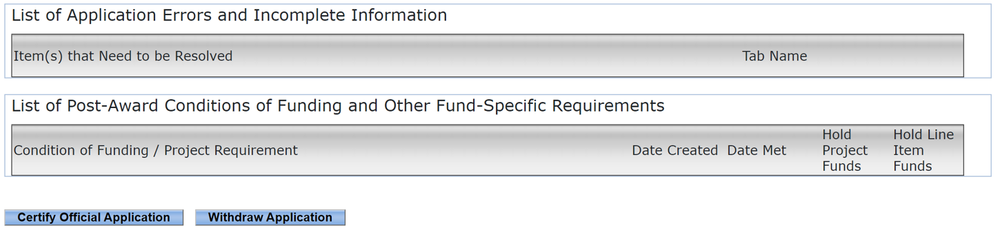 List of Application Errors and Incomplete Information
Item(s) that Need to be Resolved Tab Name
List of Post-Award Conditions of Funding and Other Fund-Specific Requirements
Condition of Funding / Project Requirement Date Created Date Met Hold Project Funds Hold Line Item Funds
Certify Official Application Withdraw Application